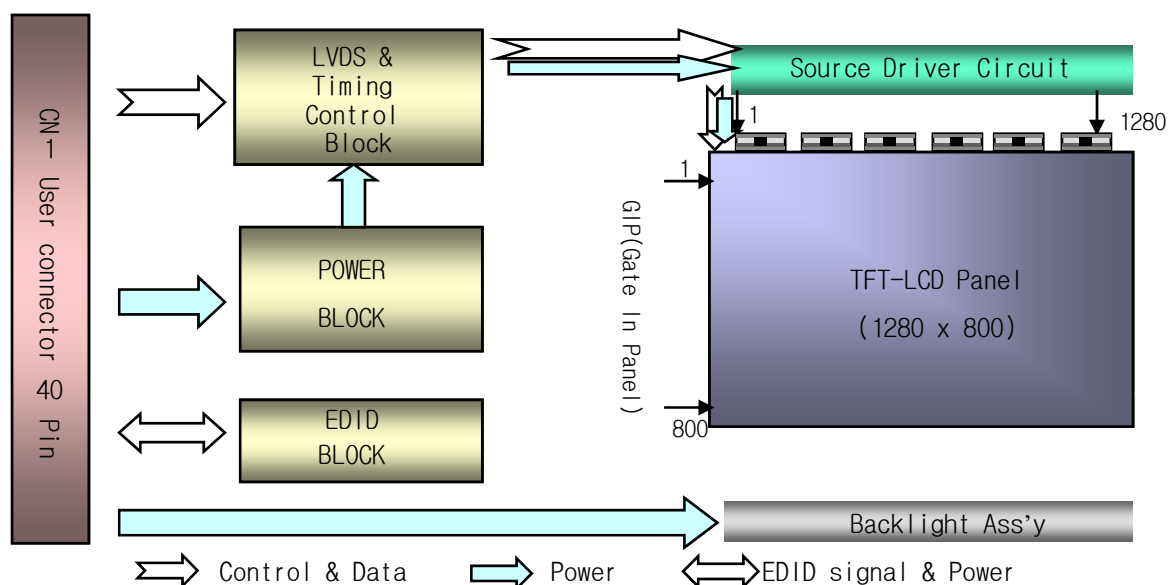 CN1 User connector 40 Pin
LVDS &
Timing
Control
Block
Source Driver Circuit
1
1280
1
GIP(Gate In Panel)
800
POWER
BLOCK
TFT-LCD Panel
(1280 x 800)
EDID
BLOCK
Backlight Ass'y
Control & Data
Power
EDID signal & Power